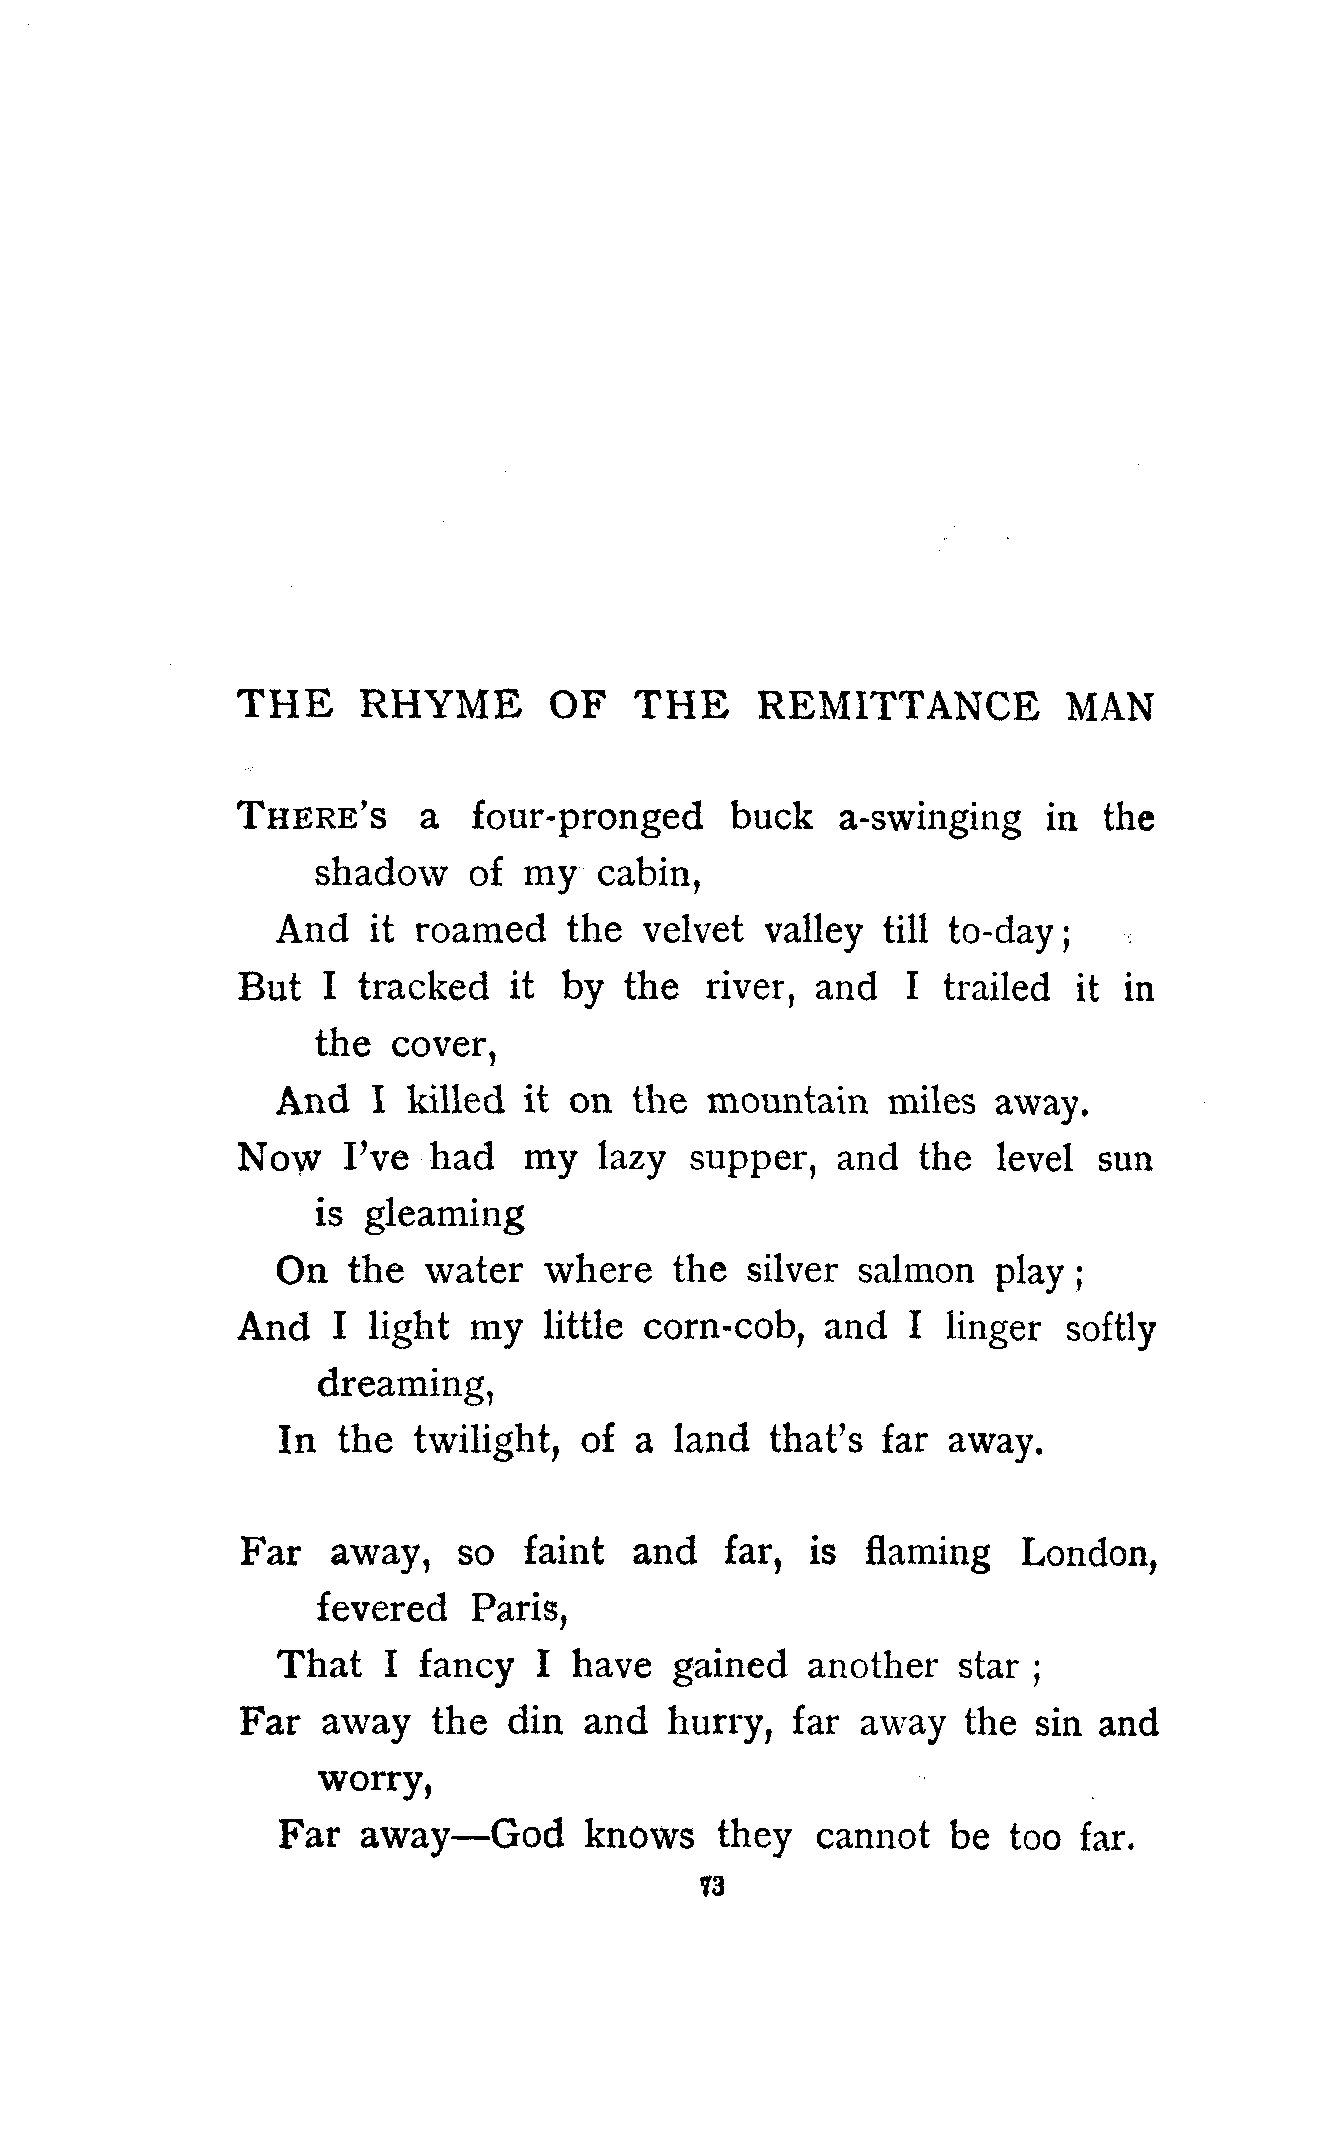 THE RHYME OF THE REMITTANCE MAN
THERE'S a four-pronged buck a-swinging in the
shadow of my cabin,
And it roamed the velvet valley till to-day;
But I tracked it by the river, and I trailed it in
the cover,
And I killed it on the mountain miles away.
Now I've had my lazy supper, and the level sun
is gleaming
On the water where the silver salmon play;
And I light my little corn-cob, and I linger softly
dreaming,
In the twilight, of a land that's far away.
Far away, so faint and far, is flaming London,
fevered Paris,
That I fancy I have gained another star;
Far away the din and hurry, far away the sin and
worry,
Far away—God knows they cannot be too far.
73